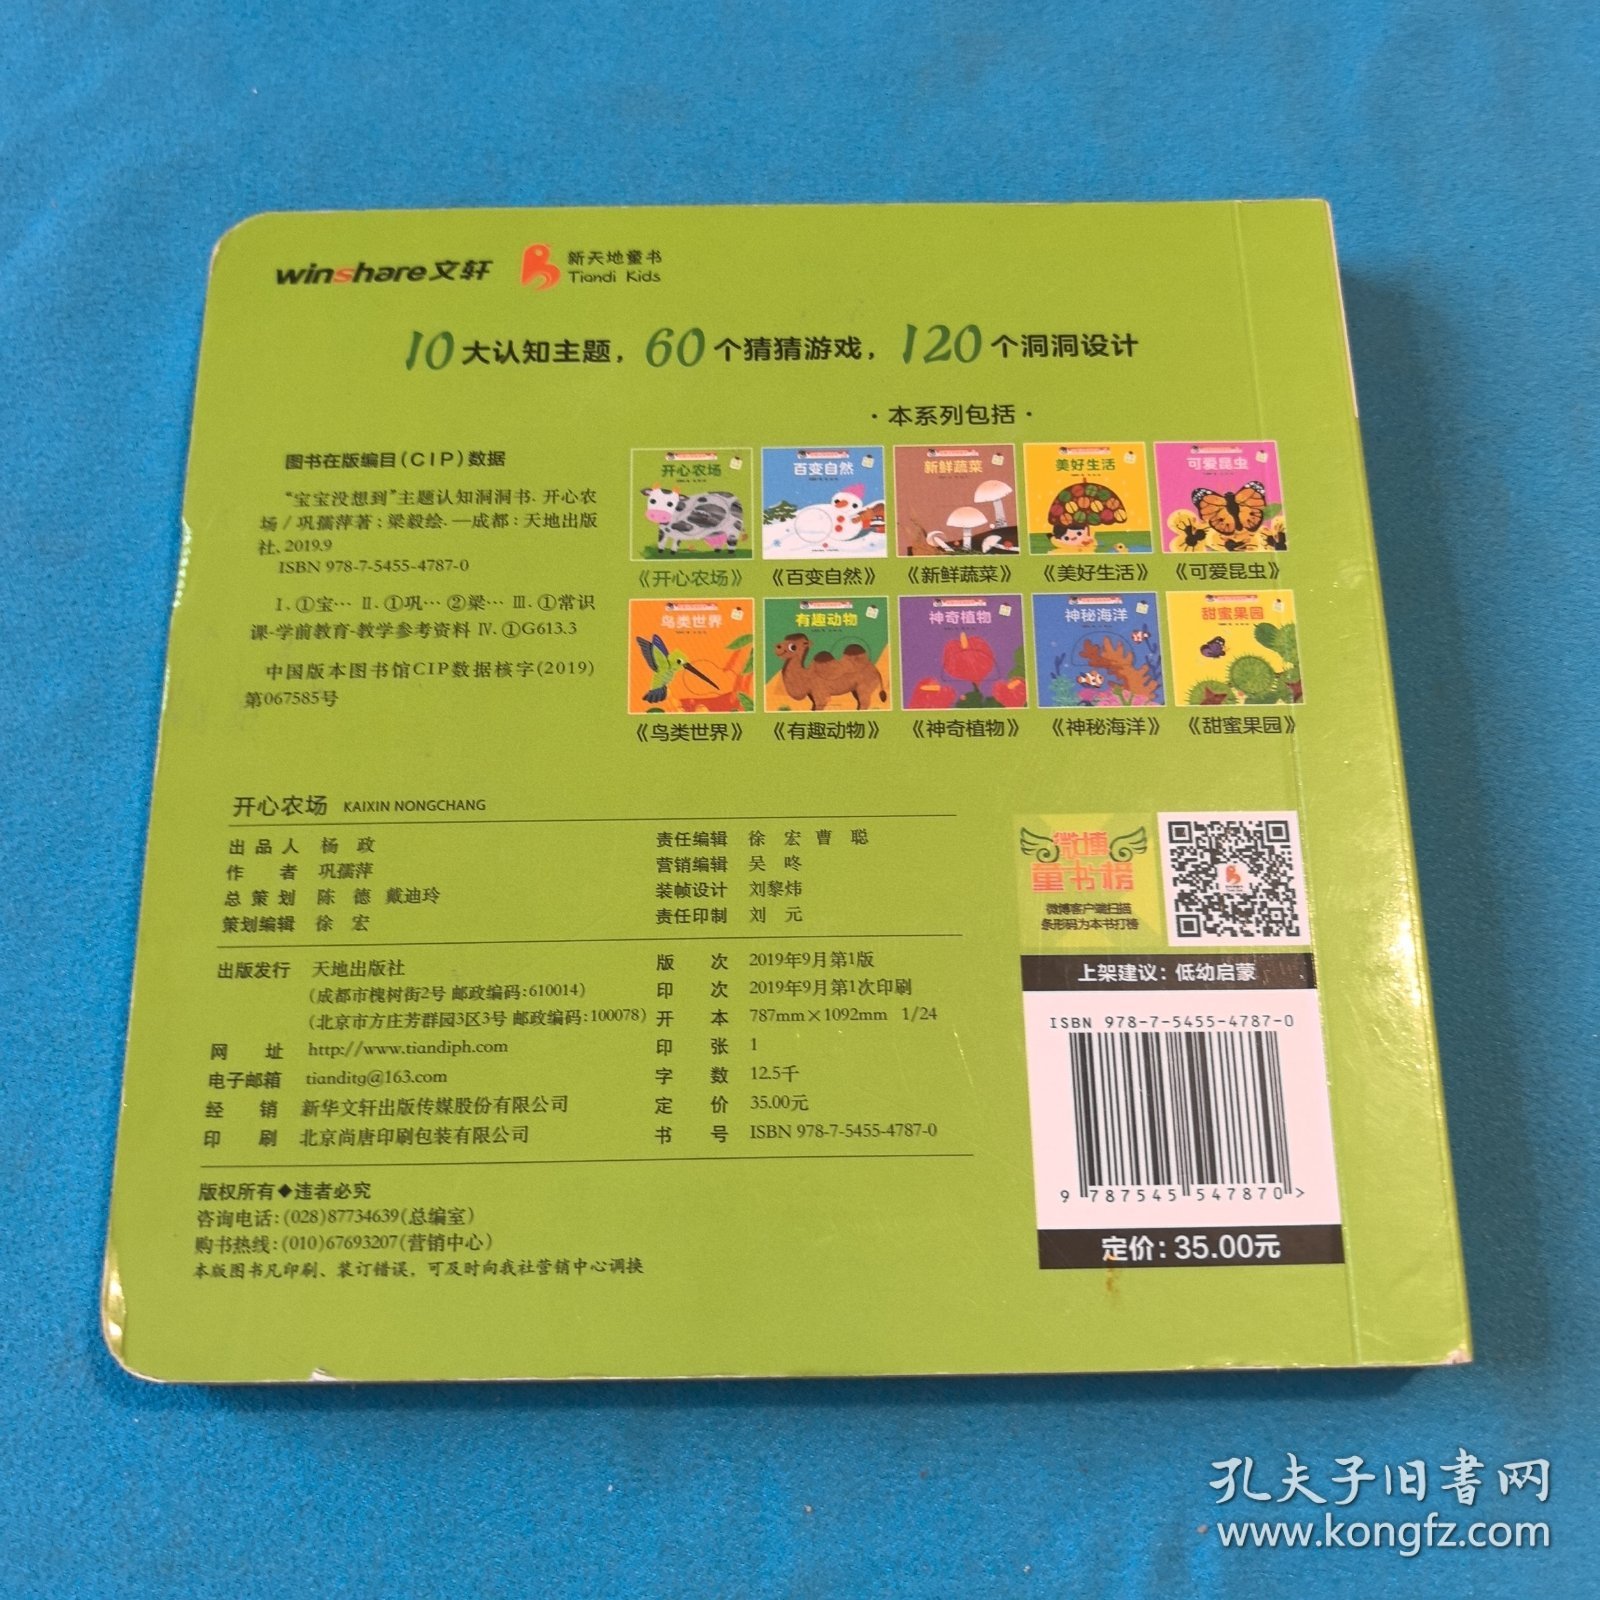 winshare文轩
新天地童书
Tiandi Kids
10大认知主题，60个猜猜游戏，120个洞洞设计
·本系列包括·
图书在版编目(CIP)数据
“宝宝没想到”主题认知洞洞书.开心农
场/巩孺萍著;梁毅绘.—成都:天地出版
社,2019.9
ISBN 978-7-5455-4787-0
Ⅰ.①宝… Ⅱ.①巩…②梁… Ⅲ.①常识
课-学前教育-教学参考资料 Ⅳ.①G613.3
中国版本图书馆CIP数据核字(2019)
第067585号
开心农场
百变自然
新鲜蔬菜
美好生活
可爱昆虫
《开心农场》
《百变自然》
《新鲜蔬菜》
《美好生活》
《可爱昆虫》
鸟类世界
有趣动物
神奇植物
神秘海洋
甜蜜果园
《鸟类世界》
《有趣动物》
《神奇植物》
《神秘海洋》
《甜蜜果园》
开心农场 KAIXIN NONGCHANG
出品人 杨 政
作者 巩孺萍
总策划 陈 德 戴迪玲
策划编辑 徐 宏
责任编辑 徐 宏 曹 聪
营销编辑 吴 咚
装帧设计 刘黎炜
责任印制 刘 元
出版发行 天地出版社
(成都市槐树街2号 邮政编码:610014)
(北京市方庄芳群园3区3号 邮政编码:100078)
网址 http://www.tiandiph.com
电子邮箱 tianditg@163.com
经销 新华文轩出版传媒股份有限公司
印刷 北京尚唐印刷包装有限公司
版次 2019年9月第1版
印次 2019年9月第1次印刷
开本 787mm×1092mm 1/24
印张 1
字数 12.5千
定价 35.00元
书号 ISBN 978-7-5455-4787-0
版权所有◆违者必究
咨询电话:(028)87734639(总编室)
购书热线:(010)67693207(营销中心)
本版图书凡印刷、装订错误，可及时向我社营销中心调换
微博
童书榜
微博客户端扫描
条形码为本书打榜
上架建议：低幼启蒙
ISBN 978-7-5455-4787-0
9 787545 547870 >
定价：35.00元
孔夫子旧书网
www.kongfz.com